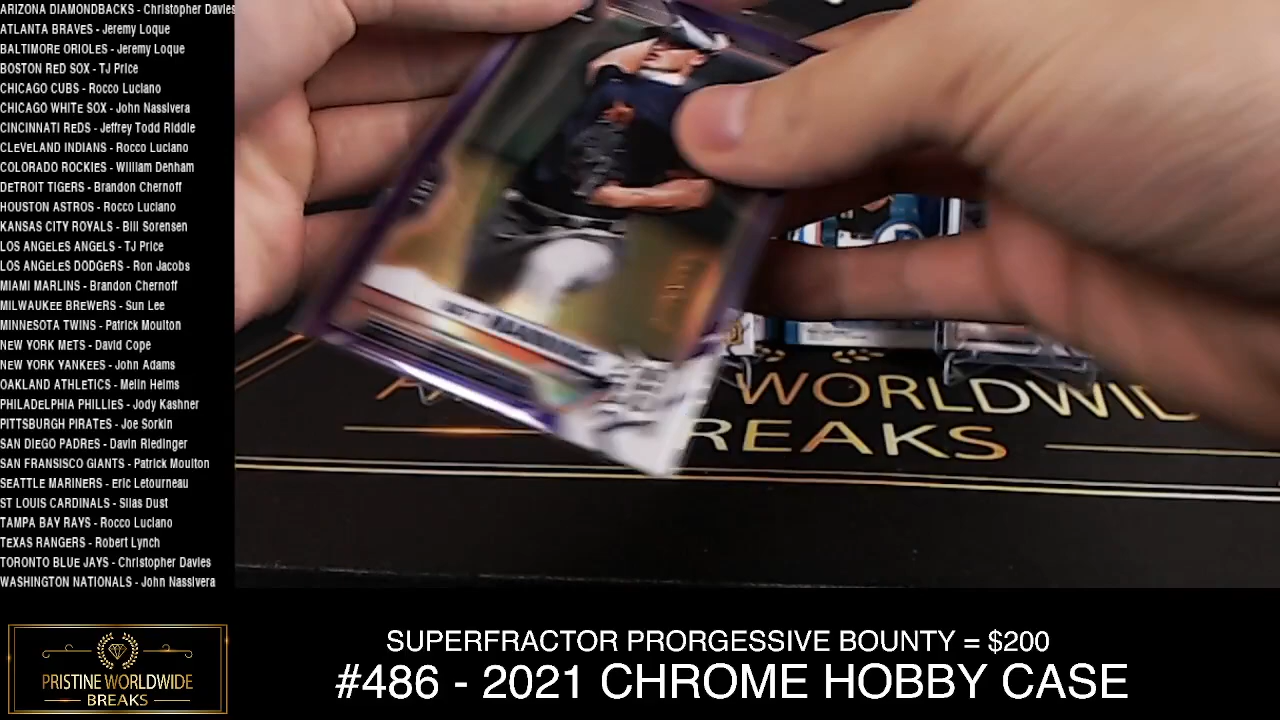 ARIZONA DIAMONDBACKS - Christopher Davies
ATLANTA BRAVES - Jeremy Loque
BALTIMORE ORIOLES - Jeremy Loque
BOSTON RED SOX - TJ Price
CHICAGO CUBS - Rocco Luciano
CHICAGO WHITE SOX - John Nassivera
CINCINNATI REDS - Jeffrey Todd Riddle
CLEVELAND INDIANS - Rocco Luciano
COLORADO ROCKIES - William Denham
DETROIT TIGERS - Brandon Chernoff
HOUSTON ASTROS - Rocco Luciano
KANSAS CITY ROYALS - Bill Sorensen
LOS ANGELES ANGELS - TJ Price
LOS ANGELES DODGERS - Ron Jacobs
MIAMI MARLINS - Brandon Chernoff
MILWAUKEE BREWERS - Sun Lee
MINNESOTA TWINS - Patrick Moulton
NEW YORK METS - David Cope
NEW YORK YANKEES - John Adams
OAKLAND ATHLETICS - Melin Helms
PHILADELPHIA PHILLIES - Jody Kashner
PITTSBURGH PIRATES - Joe Sorkin
SAN DIEGO PADRES - Davin Riedinger
SAN FRANSISCO GIANTS - Patrick Moulton
SEATTLE MARINERS - Eric Letourneau
ST LOUIS CARDINALS - Silas Dust
TAMPA BAY RAYS - Rocco Luciano
TEXAS RANGERS - Robert Lynch
TORONTO BLUE JAYS - Christopher Davies
WASHINGTON NATIONALS - John Nassivera
WORLDWID
REAKS
PRISTINE WORLDWIDE
BREAKS
SUPERFRACTOR PRORGESSIVE BOUNTY = $200
#486 - 2021 CHROME HOBBY CASE